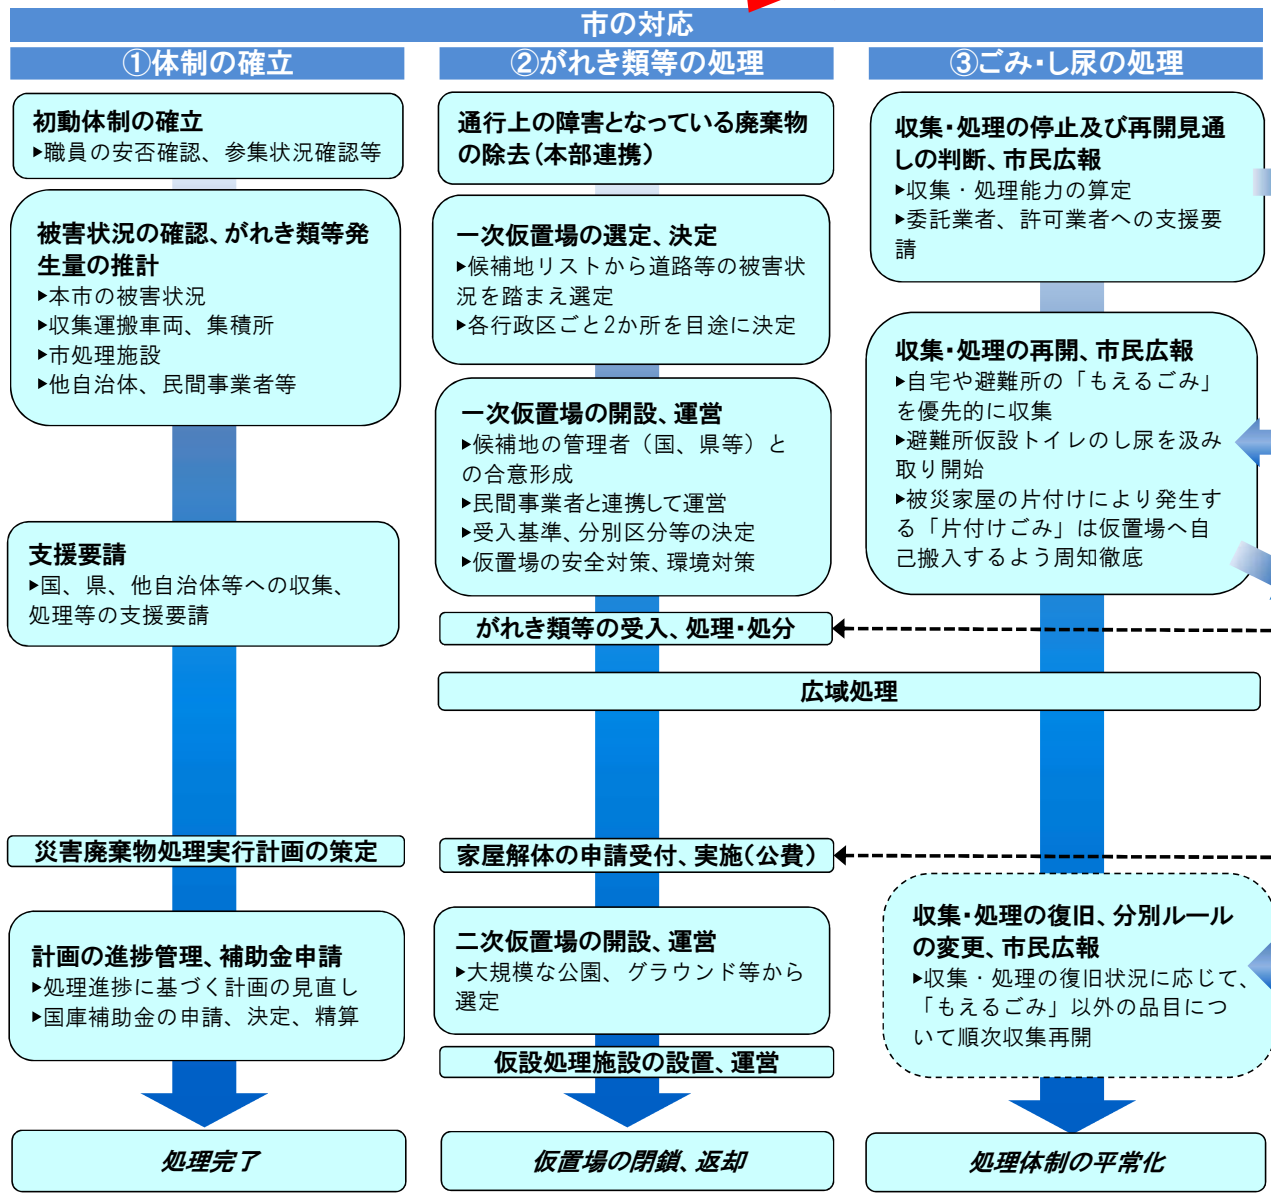 市の対応
①体制の確立
初動体制の確立
▶職員の安否確認、参集状況確認等
被害状況の確認、がれき類等発
生量の推計
▶本市の被害状況
▶収集運搬車両、集積所
▶市処理施設
▶他自治体、民間事業者等
支援要請
▶国、県、他自治体等への収集、
処理等の支援要請
災害廃棄物処理実行計画の策定
計画の進捗管理、補助金申請
▶処理進捗に基づく計画の見直し
▶国庫補助金の申請、決定、精算
処理完了
②がれき類等の処理
通行上の障害となっている廃棄物
の除去（本部連携）
一次仮置場の選定、決定
▶候補地リストから道路等の被害状
況を踏まえ選定
▶各行政区ごと2か所を目途に決定
一次仮置場の開設、運営
▶候補地の管理者（国、県等）と
の合意形成
▶民間事業者と連携して運営
▶受入基準、分別区分等の決定
▶仮置場の安全対策、環境対策
がれき類等の受入、処理・処分
広域処理
家屋解体の申請受付、実施（公費）
二次仮置場の開設、運営
▶大規模な公園、グラウンド等から
選定
仮設処理施設の設置、運営
仮置場の閉鎖、返却
③ごみ・し尿の処理
収集・処理の停止及び再開見通
しの判断、市民広報
▶収集・処理能力の算定
▶委託業者、許可業者への支援要
請
収集・処理の再開、市民広報
▶自宅や避難所の「もえるごみ」
を優先的に収集
▶避難所仮設トイレのし尿を汲み
取り開始
▶被災家屋の片付けにより発生す
る「片付けごみ」は仮置場へ自
己搬入するよう周知徹底
収集・処理の復旧、分別ルール
の変更、市民広報
▶収集・処理の復旧状況に応じて、
「もえるごみ」以外の品目につ
いて順次収集再開
処理体制の平常化